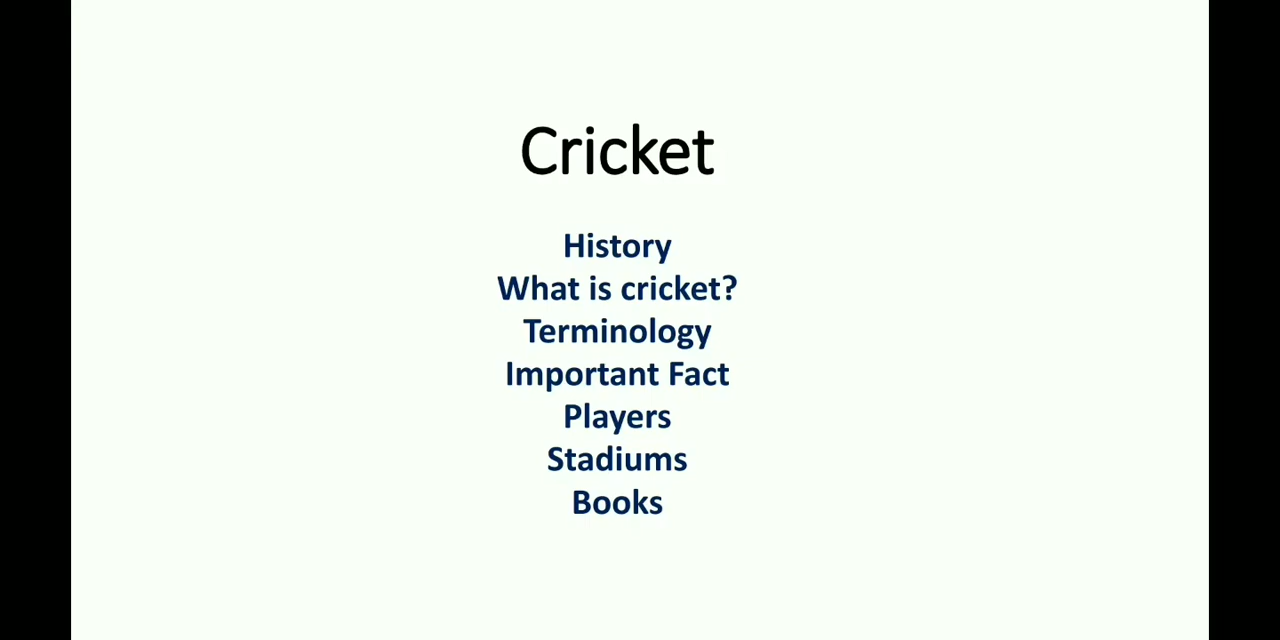 Cricket
History
What is cricket?
Terminology
Important Fact
Players
Stadiums
Books